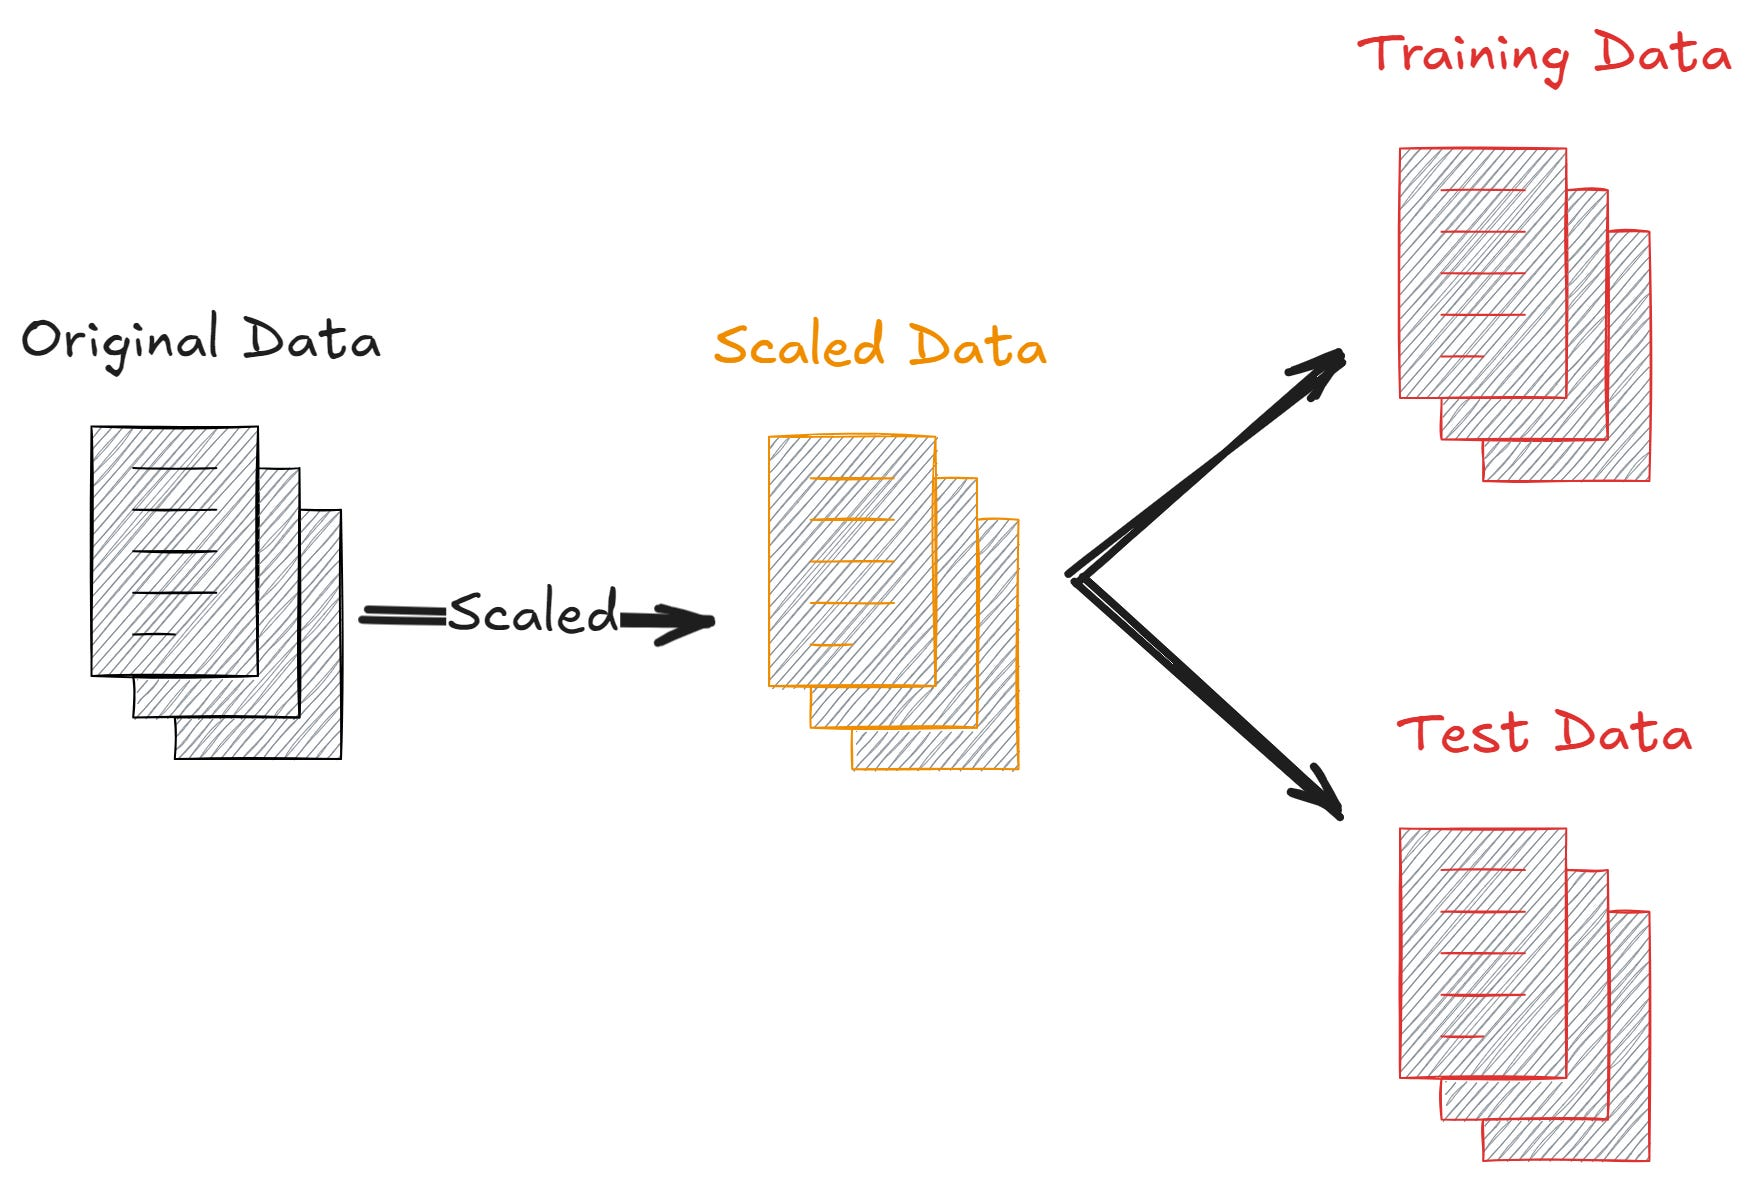 Training Data
Original Data
Scaled Data
Scaled
Test Data